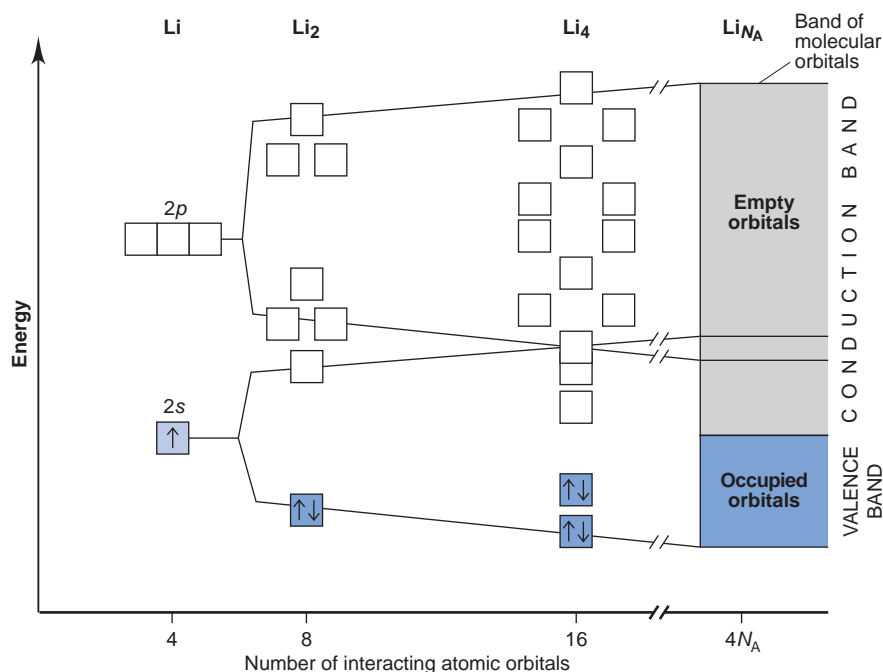 Li
Li2
Li4
LiNA
Band of
molecular
orbitals
2p
2s
Empty
orbitals
Occupied
orbitals
CONDUCTION BAND
VALENCE
BAND
Energy
4
8
16
4NA
Number of interacting atomic orbitals